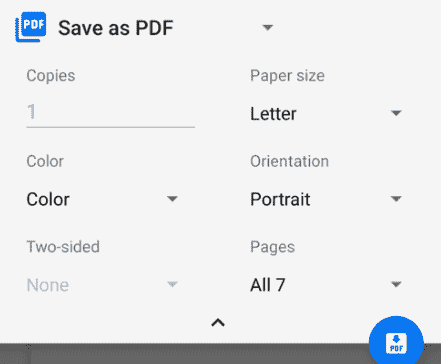 PDF Save as PDF
Copies Paper size
1 Letter
Color Orientation
Color Portrait
Two-sided Pages
None All 7
PDF